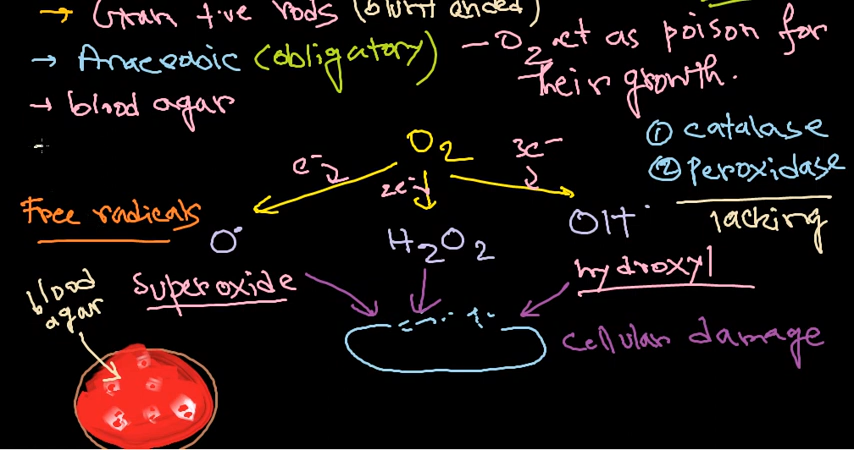 → Gram +ive rods (blunt ended)
→ Anaerobic (obligatory) – O2 act as poison for
their growth.
→ blood agar
① catalase
② Peroxidase
lacking
O2
e- 2e- 3e-
Free radicals
O- H2O2 OH·
Superoxide
hydroxyl
blood
agar
cellular damage